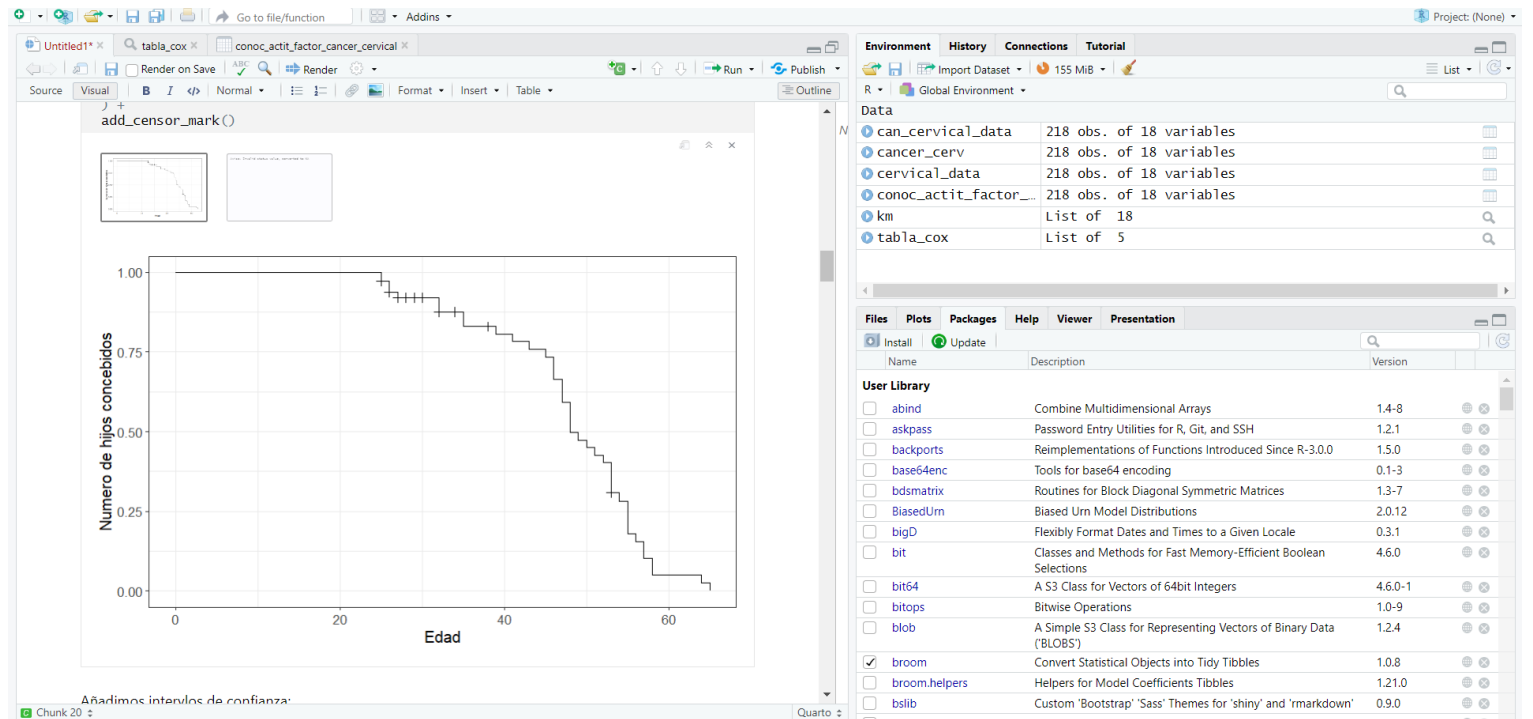 Go to file/function
Addins
Project: (None)
Untitled1*
tabla_cox
conoc_actit_factor_cancer_cervical
Render on Save
ABC
Render
Run
Publish
Source
Visual
B
I
</>
Normal
Format
Insert
Table
Outline
) +
add_censor_mark()
N
1.00
0.75
0.50
0.25
0.00
Numero de hijos concebidos
0
20
40
60
Edad
Añadimos intervlos de confianza:
C Chunk 20
Quarto
Environment
History
Connections
Tutorial
Import Dataset
155 MiB
List
R
Global Environment
Data
can_cervical_data 218 obs. of 18 variables
cancer_cerv 218 obs. of 18 variables
cervical_data 218 obs. of 18 variables
conoc_actit_factor_… 218 obs. of 18 variables
km List of 18
tabla_cox List of 5
Files
Plots
Packages
Help
Viewer
Presentation
Install
Update
Name Description Version
User Library
abind Combine Multidimensional Arrays 1.4-8
askpass Password Entry Utilities for R, Git, and SSH 1.2.1
backports Reimplementations of Functions Introduced Since R-3.0.0 1.5.0
base64enc Tools for base64 encoding 0.1-3
bdsmatrix Routines for Block Diagonal Symmetric Matrices 1.3-7
BiasedUrn Biased Urn Model Distributions 2.0.12
bigD Flexibly Format Dates and Times to a Given Locale 0.3.1
bit Classes and Methods for Fast Memory-Efficient Boolean 4.6.0
Selections
bit64 A S3 Class for Vectors of 64bit Integers 4.6.0-1
bitops Bitwise Operations 1.0-9
blob A Simple S3 Class for Representing Vectors of Binary Data 1.2.4
('BLOBS')
broom Convert Statistical Objects into Tidy Tibbles 1.0.8
broom.helpers Helpers for Model Coefficients Tibbles 1.21.0
bslib Custom 'Bootstrap' 'Sass' Themes for 'shiny' and 'rmarkdown' 0.9.0